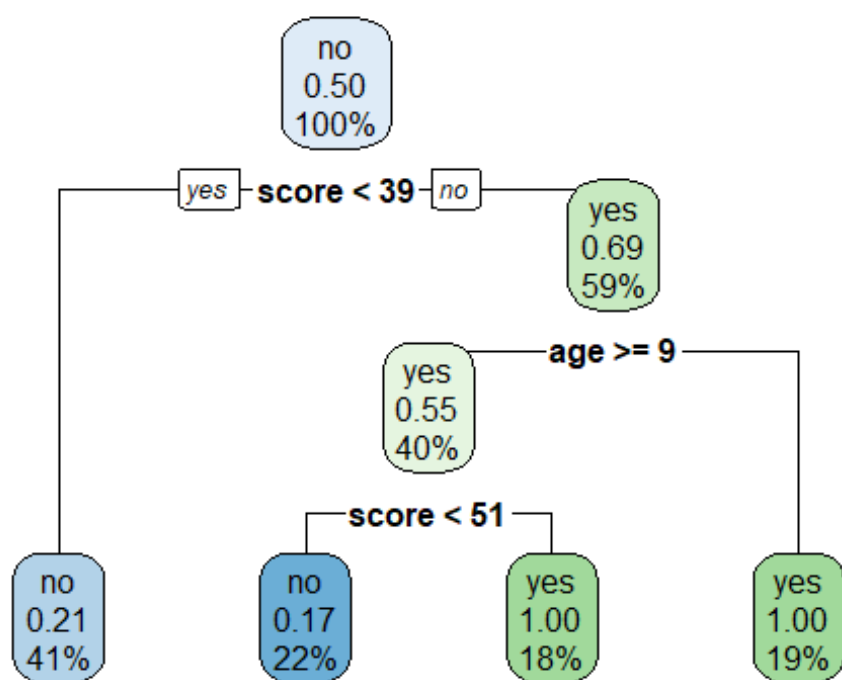 no
0.50
100%
yes score < 39 no
yes
0.69
59%
age >= 9
yes
0.55
40%
score < 51
no
0.21
41%
no
0.17
22%
yes
1.00
18%
yes
1.00
19%